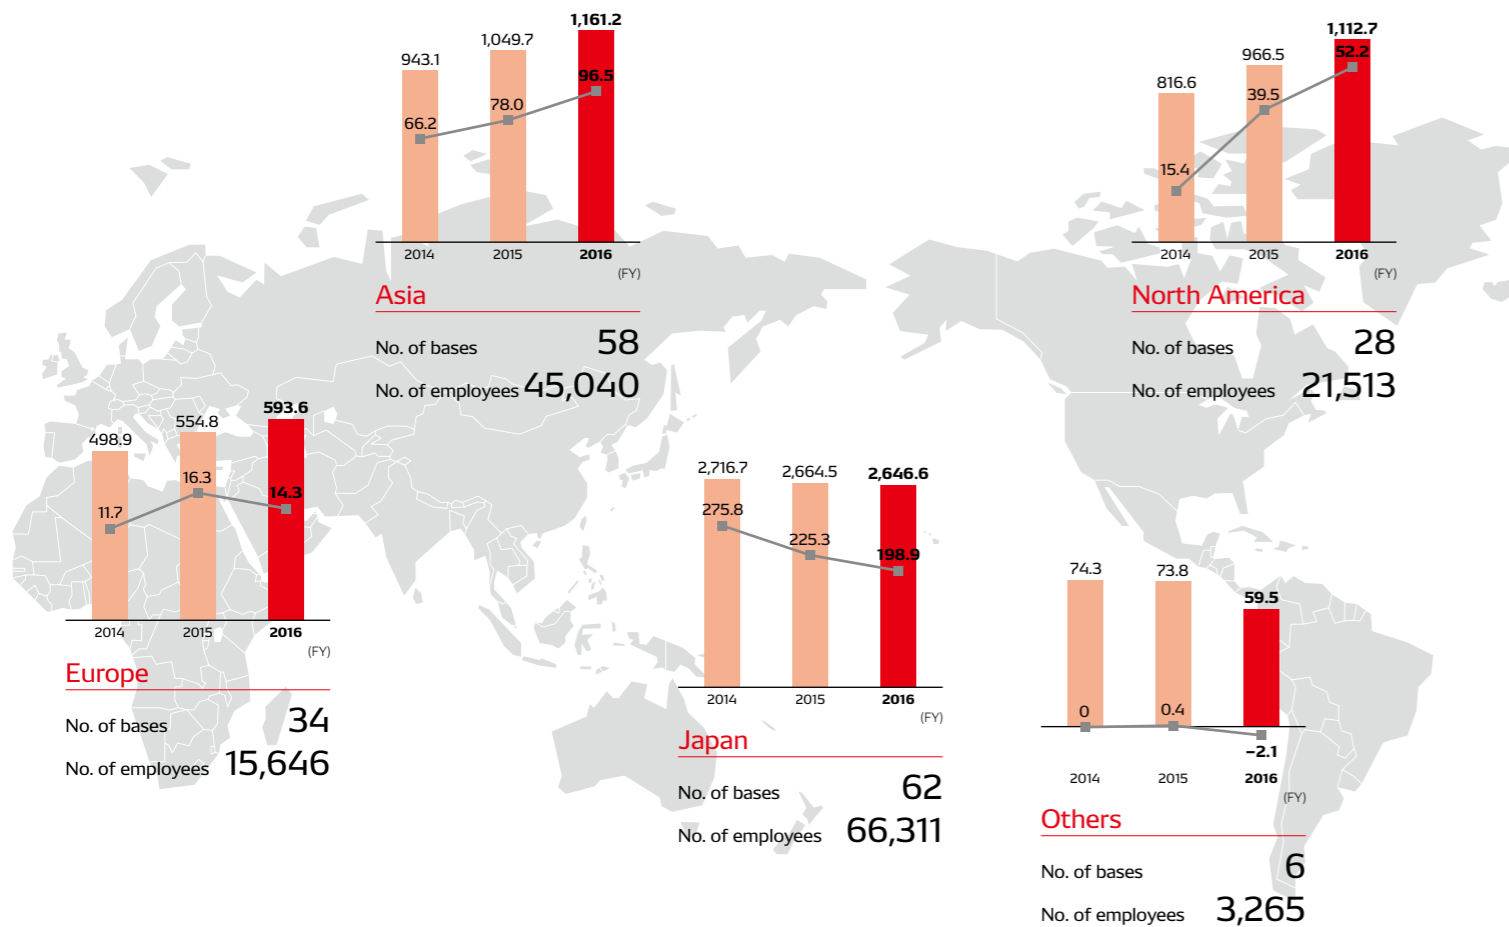 1,161.2
1,049.7
943.1
96.5
78.0
66.2
2014 2015 2016
(FY)
Asia
No. of bases 58
No. of employees 45,040
1,112.7
52.2
966.5
816.6
39.5
15.4
2014 2015 2016
(FY)
North America
No. of bases 28
No. of employees 21,513
593.6
554.8
498.9
16.3
14.3
11.7
2014 2015 2016
(FY)
Europe
No. of bases 34
No. of employees 15,646
2,716.7 2,664.5 2,646.6
275.8
225.3
198.9
2014 2015 2016
(FY)
Japan
No. of bases 62
No. of employees 66,311
74.3 73.8
59.5
0 0.4
−2.1
2014 2015 2016
(FY)
Others
No. of bases 6
No. of employees 3,265